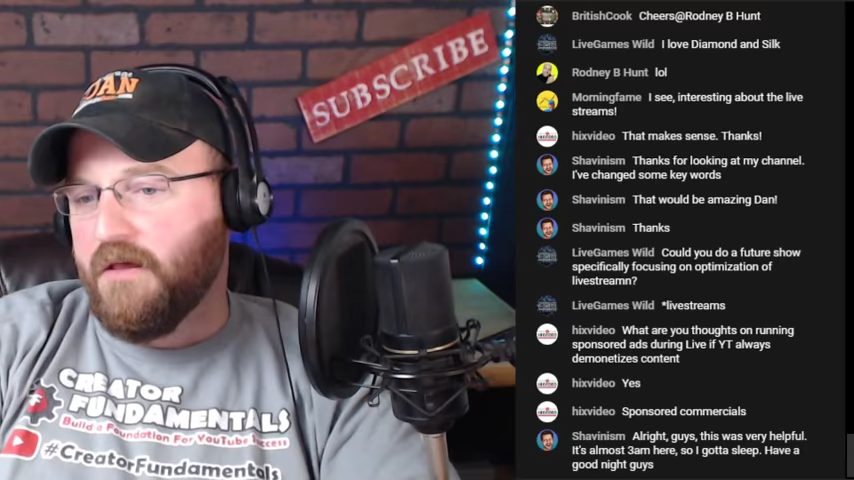 SUBSCRIBE
CREATOR
FUNDAMENTALS
Build a Foundation For YouTube Success
#CreatorFundamentals
BritishCook Cheers@Rodney B Hunt
LiveGames Wild I love Diamond and Silk
Rodney B Hunt lol
Morningfame I see, interesting about the live
streams!
hixvideo That makes sense. Thanks!
Shavinism Thanks for looking at my channel.
I've changed some key words
Shavinism That would be amazing Dan!
Shavinism Thanks
LiveGames Wild Could you do a future show
specifically focusing on optimization of
livestreamn?
LiveGames Wild *livestreams
hixvideo What are you thoughts on running
sponsored ads during Live if YT always
demonetizes content
hixvideo Yes
hixvideo Sponsored commercials
Shavinism Alright, guys, this was very helpful.
It's almost 3am here, so I gotta sleep. Have a
good night guys